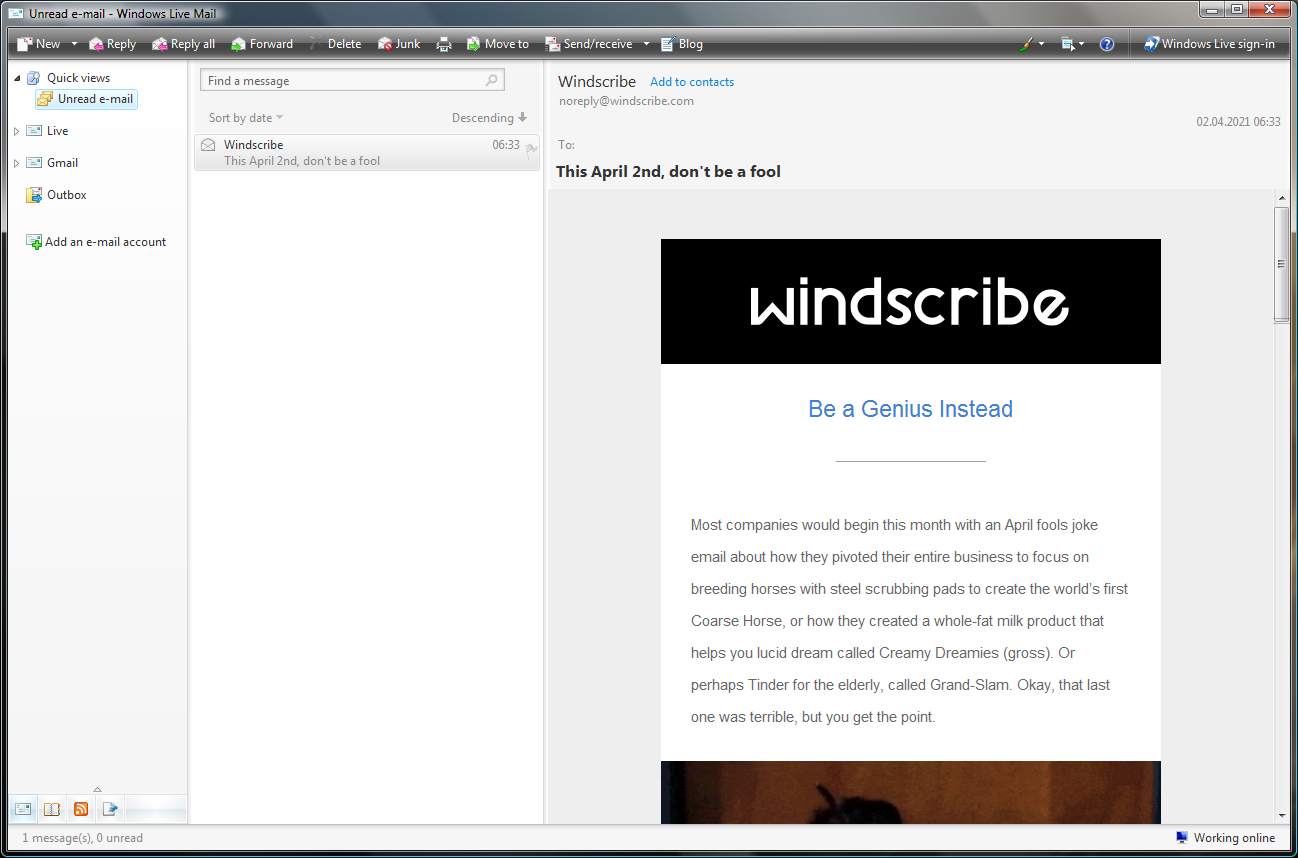 Unread e-mail - Windows Live Mail
New Reply Reply all Forward Delete Junk Move to Send/receive Blog Windows Live sign-in
Quick views
Unread e-mail
Live
Gmail
Outbox
Add an e-mail account
Find a message
Sort by date Descending
Windscribe 06:33
This April 2nd, don't be a fool
Windscribe Add to contacts
noreply@windscribe.com
02.04.2021 06:33
To:
This April 2nd, don't be a fool
windscribe
Be a Genius Instead
Most companies would begin this month with an April fools joke
email about how they pivoted their entire business to focus on
breeding horses with steel scrubbing pads to create the world’s first
Coarse Horse, or how they created a whole-fat milk product that
helps you lucid dream called Creamy Dreamies (gross). Or
perhaps Tinder for the elderly, called Grand-Slam. Okay, that last
one was terrible, but you get the point.
1 message(s), 0 unread
Working online